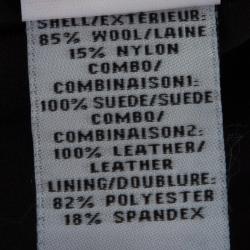 SHELL/EXTÉRIEUR:
85% WOOL/LAINE
15% NYLON
COMBO/
COMBINAISON1:
100% SUEDE/SUEDE
COMBO/
COMBINAISON2:
100% LEATHER/
LEATHER
LINING/DOUBLURE:
82% POLYESTER
18% SPANDEX